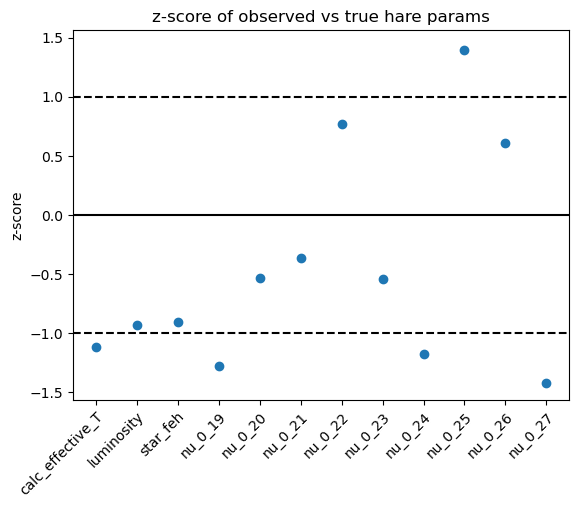 z-score of observed vs true hare params
z-score
1.5
1.0
0.5
0.0
−0.5
−1.0
−1.5
calc_effective_T
luminosity
star_feh
nu_0_19
nu_0_20
nu_0_21
nu_0_22
nu_0_23
nu_0_24
nu_0_25
nu_0_26
nu_0_27